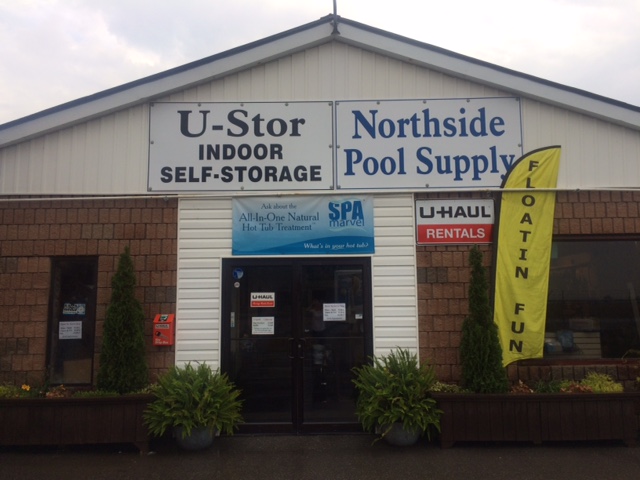 U-Stor
INDOOR
SELF-STORAGE
Northside
Pool Supply
Ask about the
All-In-One Natural
Hot Tub Treatment
SPA
marvel
What's in your hot tub?
U-HAUL
RENTALS
FLOATIN FUN
U-HAUL